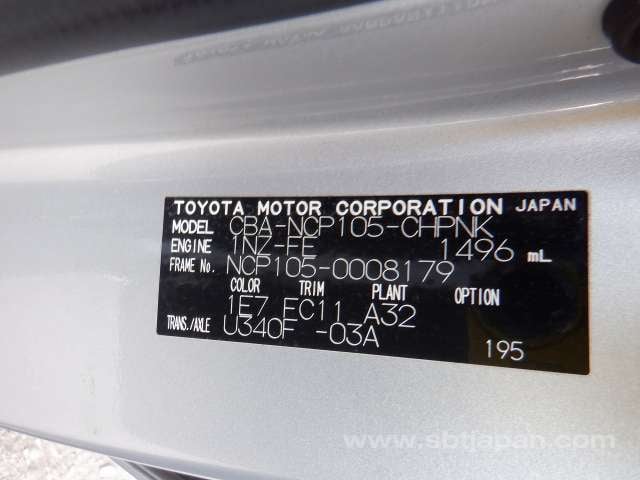 TOYOTA MOTOR CORPORATION JAPAN
MODEL CBA-NCP105-CHPNK
ENGINE 1NZ-FE 1496 mL
FRAME No. NCP105-0008179
COLOR TRIM PLANT OPTION
1E7 FC11 A32
TRANS./AXLE U340F -03A
195
www.sbtjapan.com